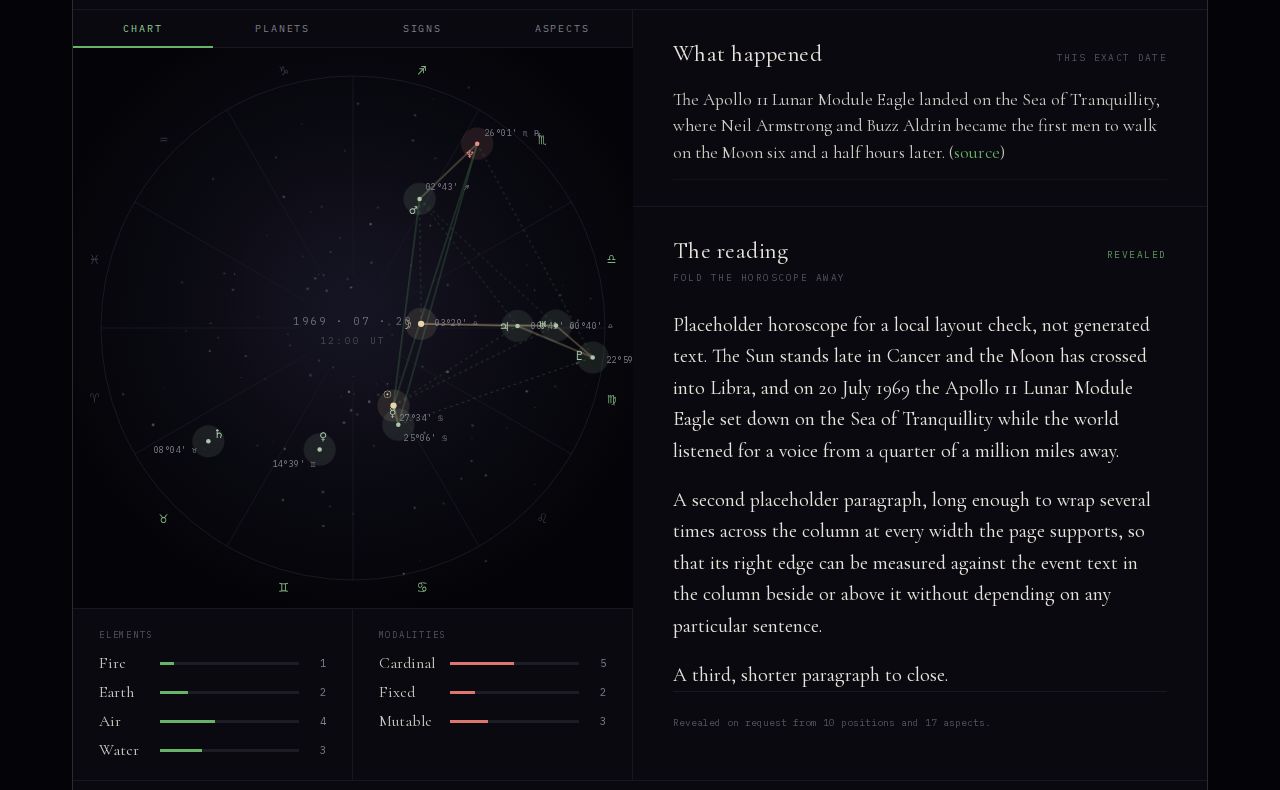 CHART PLANETS SIGNS ASPECTS
26°01' ♏ ℞
02°43' ♐
1969 · 07 · 20
12:00 UT
03°29' ♎
00°40' ♎
22°59
27°34' ♋
25°06' ♋
08°04' ♉
14°39' ♊
ELEMENTS
Fire 1
Earth 2
Air 4
Water 3
MODALITIES
Cardinal 5
Fixed 2
Mutable 3
What happened
THIS EXACT DATE
The Apollo 11 Lunar Module Eagle landed on the Sea of Tranquillity,
where Neil Armstrong and Buzz Aldrin became the first men to walk
on the Moon six and a half hours later. (source)
The reading
REVEALED
FOLD THE HOROSCOPE AWAY
Placeholder horoscope for a local layout check, not generated
text. The Sun stands late in Cancer and the Moon has crossed
into Libra, and on 20 July 1969 the Apollo 11 Lunar Module
Eagle set down on the Sea of Tranquillity while the world
listened for a voice from a quarter of a million miles away.
A second placeholder paragraph, long enough to wrap several
times across the column at every width the page supports, so
that its right edge can be measured against the event text in
the column beside or above it without depending on any
particular sentence.
A third, shorter paragraph to close.
Revealed on request from 10 positions and 17 aspects.